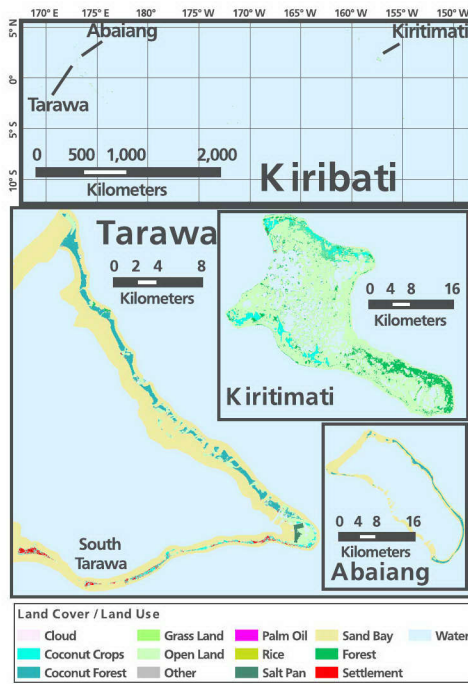 170°E 175°E 180° 175°W 170°W 165°W 160°W 155°W 150°W
5°N
Abaiang
Kiritimati
0°
Tarawa
5°S
0 500 1,000 2,000
Kilometers
Kiribati
10°S
Tarawa
0 2 4 8
Kilometers
0 4 8 16
Kilometers
Kiritimati
0 4 8 16
Kilometers
Abaiang
South
Tarawa
Land Cover / Land Use
Cloud Grass Land Palm Oil Sand Bay Water
Coconut Crops Open Land Rice Forest
Coconut Forest Other Salt Pan Settlement